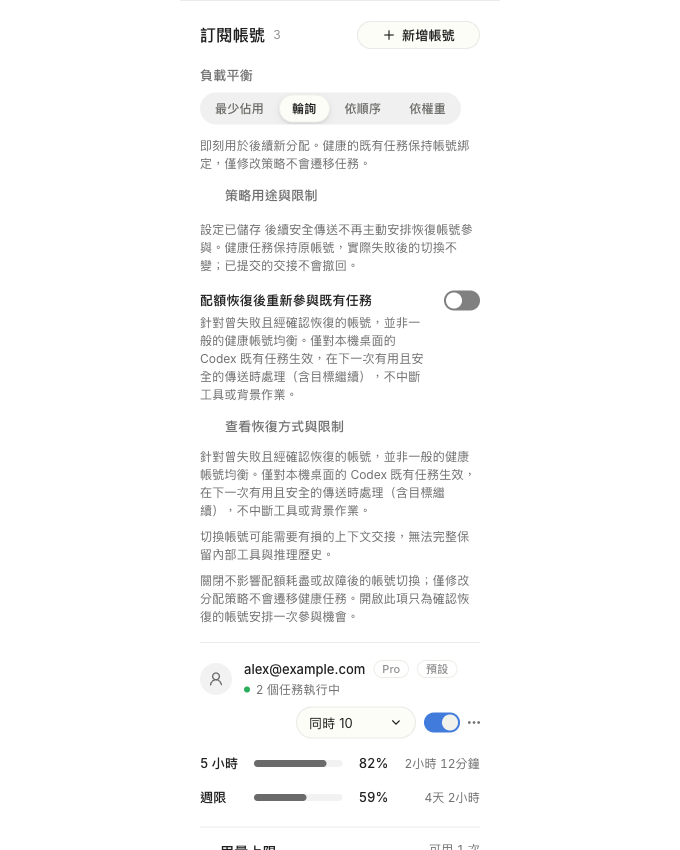 訂閱帳號 3
＋ 新增帳號
負載平衡
最少佔用 輪詢 依順序 依權重
即刻用於後續新分配。健康的既有任務保持帳號綁
定，僅修改策略不會遷移任務。
策略用途與限制
設定已儲存 後續安全傳送不再主動安排恢復帳號參
與。健康任務保持原帳號，實際失敗後的切換不
變；已提交的交接不會撤回。
配額恢復後重新參與既有任務
針對曾失敗且經確認恢復的帳號，並非一
般的健康帳號均衡。僅對本機桌面的
Codex 既有任務生效，在下一次有用且安
全的傳送時處理（含目標繼續），不中斷
工具或背景作業。
查看恢復方式與限制
針對曾失敗且經確認恢復的帳號，並非一般的健康
帳號均衡。僅對本機桌面的 Codex 既有任務生效，
在下一次有用且安全的傳送時處理（含目標繼
續），不中斷工具或背景作業。
切換帳號可能需要有損的上下文交接，無法完整保
留內部工具與推理歷史。
關閉不影響配額耗盡或故障後的帳號切換；僅修改
分配策略不會遷移健康任務。開啟此項只為確認恢
復的帳號安排一次參與機會。
alex@example.com Pro 預設
2 個任務執行中
同時 10
5 小時 82% 2小時 12分鐘
週限 59% 4天 2小時
用量上限 可用 1 次